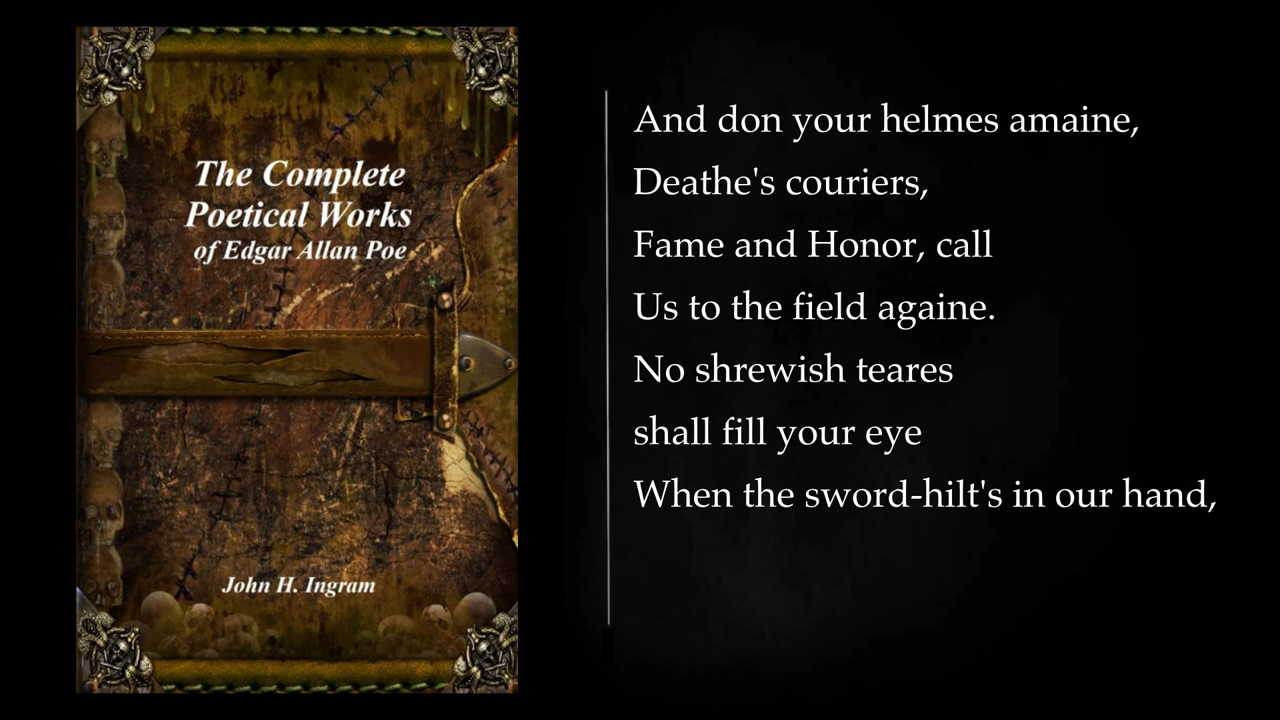 The Complete
Poetical Works
of Edgar Allan Poe
John H. Ingram
And don your helmes amaine,
Deathe's couriers,
Fame and Honor, call
Us to the field againe.
No shrewish teares
shall fill your eye
When the sword-hilt's in our hand,